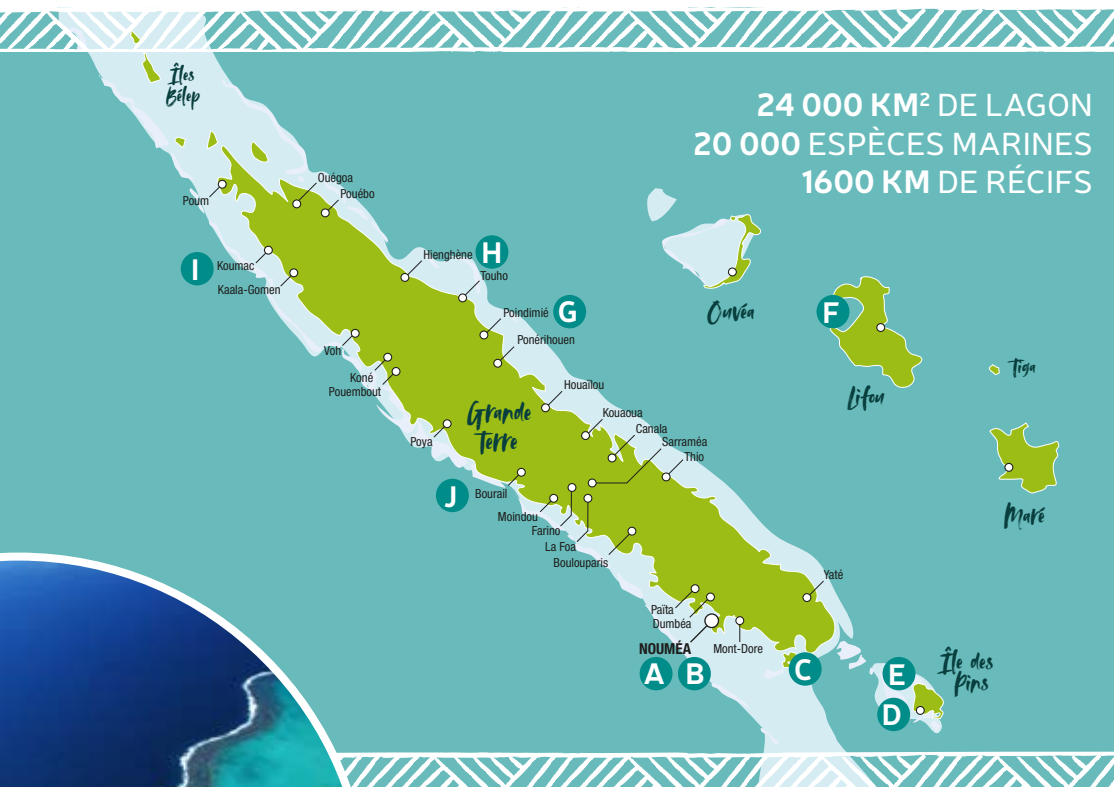 Îles
Bélep
24 000 KM² DE LAGON
20 000 ESPÈCES MARINES
1600 KM DE RÉCIFS
Ouégoa
Poum
Pouébo
Hienghène
H
I
Koumac
Touho
Kaala-Gomen
Ouvéa
F
Poindimié
G
Ponérihouen
Voh
Koné
Pouembout
Tiga
Lifou
Houaïlou
Grande
Terre
Kouaoua
Canala
Poya
Sarraméa
Thio
J
Bourail
Moindou
Maré
Farino
La Foa
Boulouparis
Yaté
Païta
Dumbéa
NOUMÉA
Mont-Dore
A
B
C
Île des
Pins
E
D